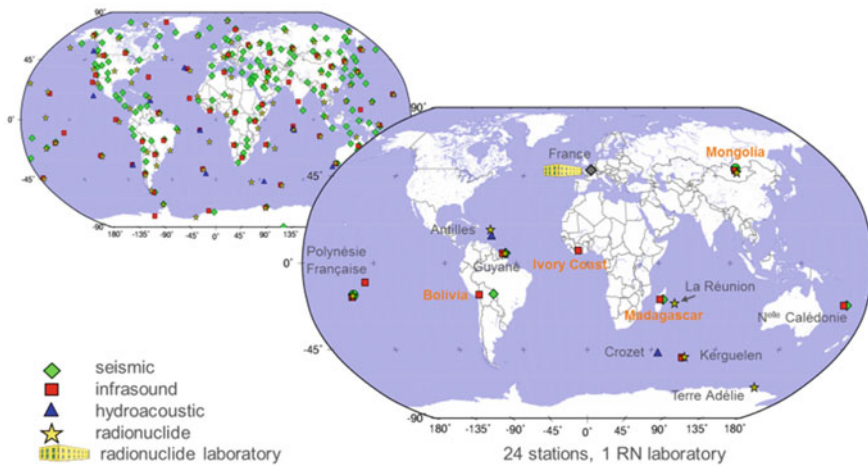 90°
45°
0°
-45°
-90°
180° -135° -90° -45° 0° 45° 90° 135° 180°
90°
45°
0°
-45°
-90°
180° -135° -90° -45° 0° 45° 90° 135° 180°
France
Mongolia
Antilles
Polynésie
Française
Guyane
Ivory Coast
Bolivia
La Réunion
Madagascar
Nelle Calédonie
Crozet
Kerguelen
Terre Adélie
seismic
infrasound
hydroacoustic
radionuclide
radionuclide laboratory
24 stations, 1 RN laboratory